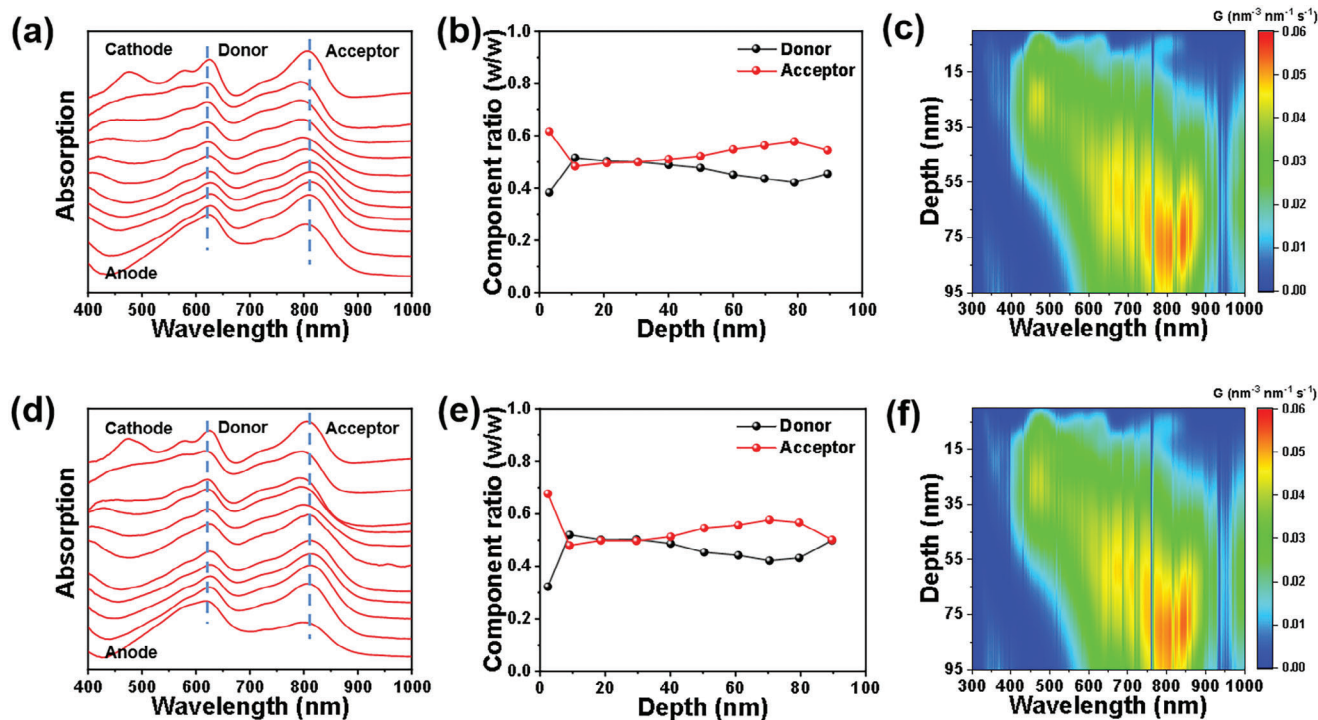 (a)
Cathode
Donor
Acceptor
Anode
Absorption
400 500 600 700 800 900 1000
Wavelength (nm)
(b)
1.0
0.8
0.6
0.4
0.2
0.0
Donor
Acceptor
Component ratio (w/w)
0 20 40 60 80 100
Depth (nm)
(c)
G (nm⁻³ nm⁻¹ s⁻¹)
15
35
55
75
95
Depth (nm)
300 400 500 600 700 800 900 1000
Wavelength (nm)
0.06
0.05
0.04
0.03
0.02
0.01
0.00
(d)
Cathode
Donor
Acceptor
Anode
Absorption
400 500 600 700 800 900 1000
Wavelength (nm)
(e)
1.0
0.8
0.6
0.4
0.2
0.0
Donor
Acceptor
Component ratio (w/w)
0 20 40 60 80 100
Depth (nm)
(f)
G (nm⁻³ nm⁻¹ s⁻¹)
15
35
55
75
95
Depth (nm)
300 400 500 600 700 800 900 1000
Wavelength (nm)
0.06
0.05
0.04
0.03
0.02
0.01
0.00